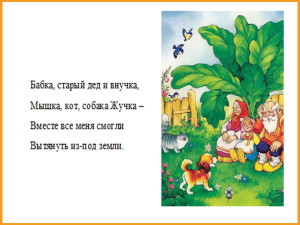 Бабка, старый дед и внучка,
Мышка, кот, собака Жучка –
Вместе все меня смогли
Вытянуть из-под земли.